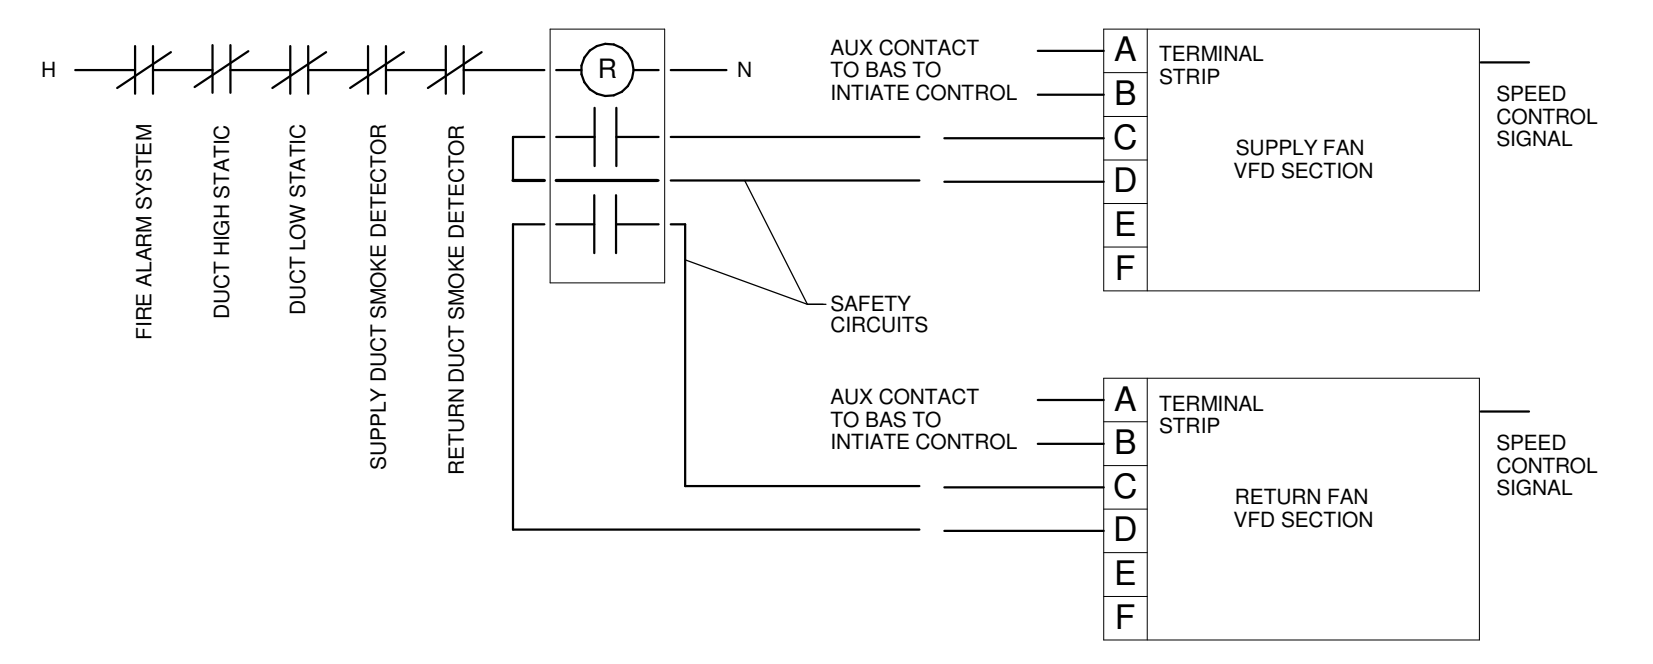 H
R
N
FIRE ALARM SYSTEM
DUCT HIGH STATIC
DUCT LOW STATIC
SUPPLY DUCT SMOKE DETECTOR
RETURN DUCT SMOKE DETECTOR
SAFETY
CIRCUITS
AUX CONTACT
TO BAS TO
INTIATE CONTROL
A
B
C
D
E
F
TERMINAL
STRIP
SUPPLY FAN
VFD SECTION
SPEED
CONTROL
SIGNAL
AUX CONTACT
TO BAS TO
INTIATE CONTROL
A
B
C
D
E
F
TERMINAL
STRIP
RETURN FAN
VFD SECTION
SPEED
CONTROL
SIGNAL